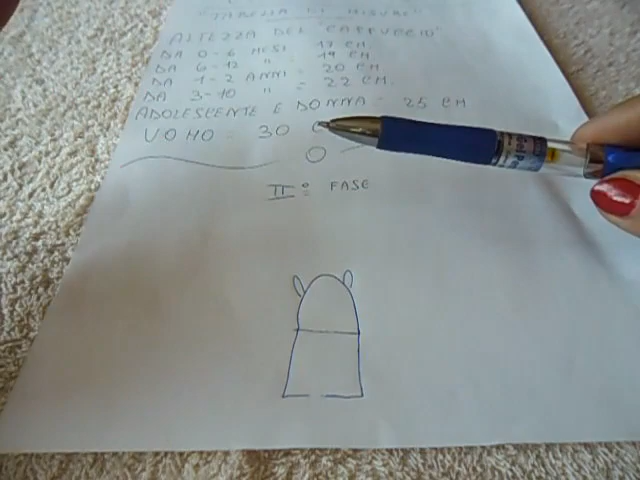 "TABELLA DI MISURE"
ALTEZZA DEL "CAPPUCCIO"
DA 0-6 MESI 17 CM
DA 6-12 " = 19 CM
DA 1-2 ANNI = 20 CM
DA 3-10 " = 22 CM.
ADOLESCENTE E DONNA = 25 CM
UOMO = 30 C
II° FASE